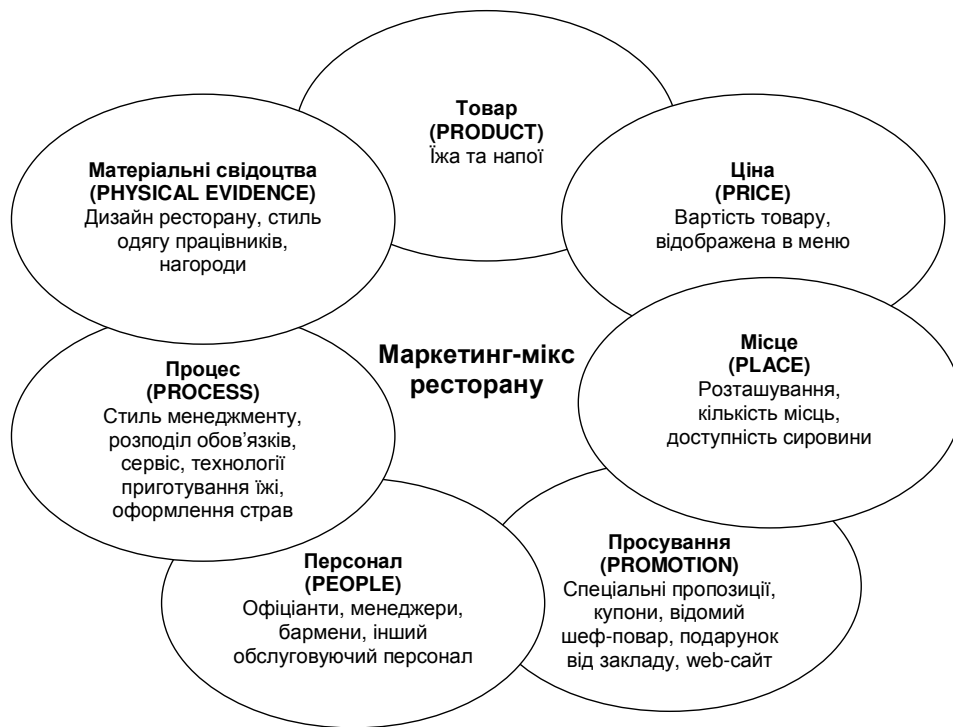 Товар
(PRODUCT)
Їжа та напої
Ціна
(PRICE)
Вартість товару,
відображена в меню
Місце
(PLACE)
Розташування,
кількість місць,
доступність сировини
Просування
(PROMOTION)
Спеціальні пропозиції,
купони, відомий
шеф-повар, подарунок
від закладу, web-сайт
Персонал
(PEOPLE)
Офіціанти, менеджери,
бармени, інший
обслуговуючий персонал
Процес
(PROCESS)
Стиль менеджменту,
розподіл обов’язків,
сервіс, технології
приготування їжі,
оформлення страв
Матеріальні свідоцтва
(PHYSICAL EVIDENCE)
Дизайн ресторану, стиль
одягу працівників,
нагороди
Маркетинг-мікс
ресторану